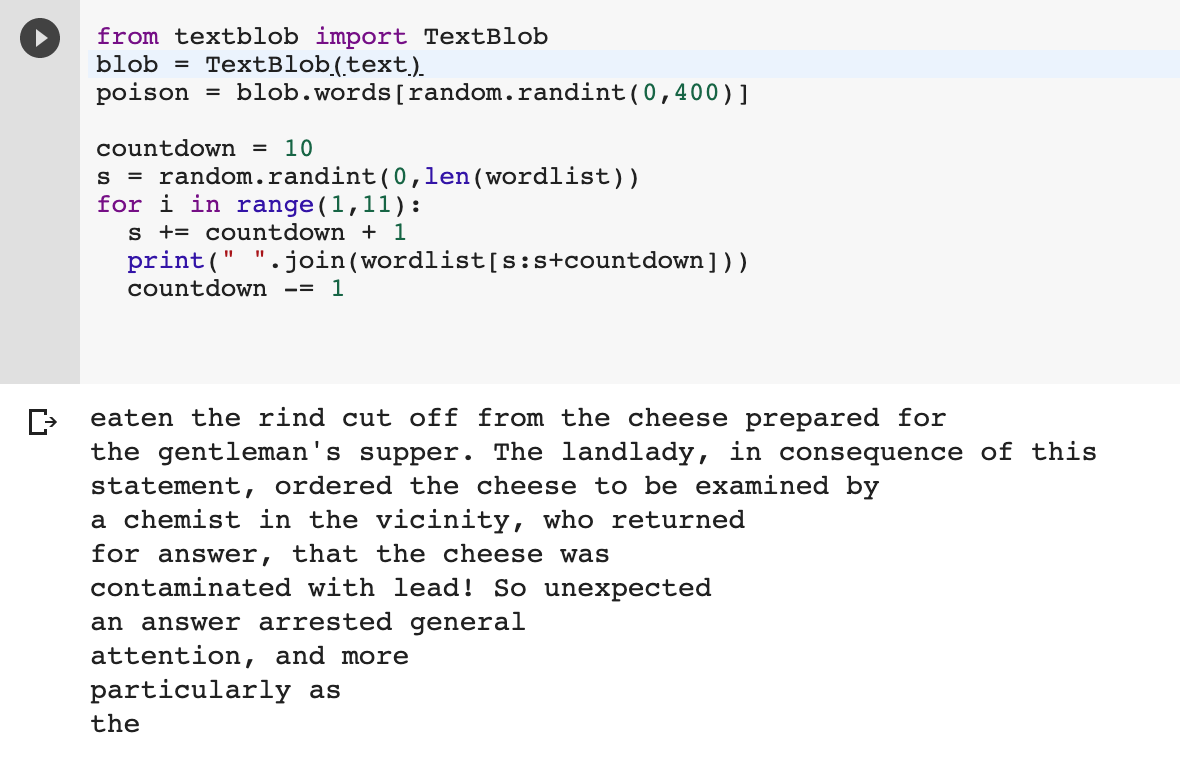 from textblob import TextBlob
blob = TextBlob(text)
poison = blob.words[random.randint(0,400)]
countdown = 10
s = random.randint(0,len(wordlist))
for i in range(1,11):
  s += countdown + 1
  print(" ".join(wordlist[s:s+countdown]))
  countdown -= 1
eaten the rind cut off from the cheese prepared for
the gentleman's supper. The landlady, in consequence of this
statement, ordered the cheese to be examined by
a chemist in the vicinity, who returned
for answer, that the cheese was
contaminated with lead! So unexpected
an answer arrested general
attention, and more
particularly as
the